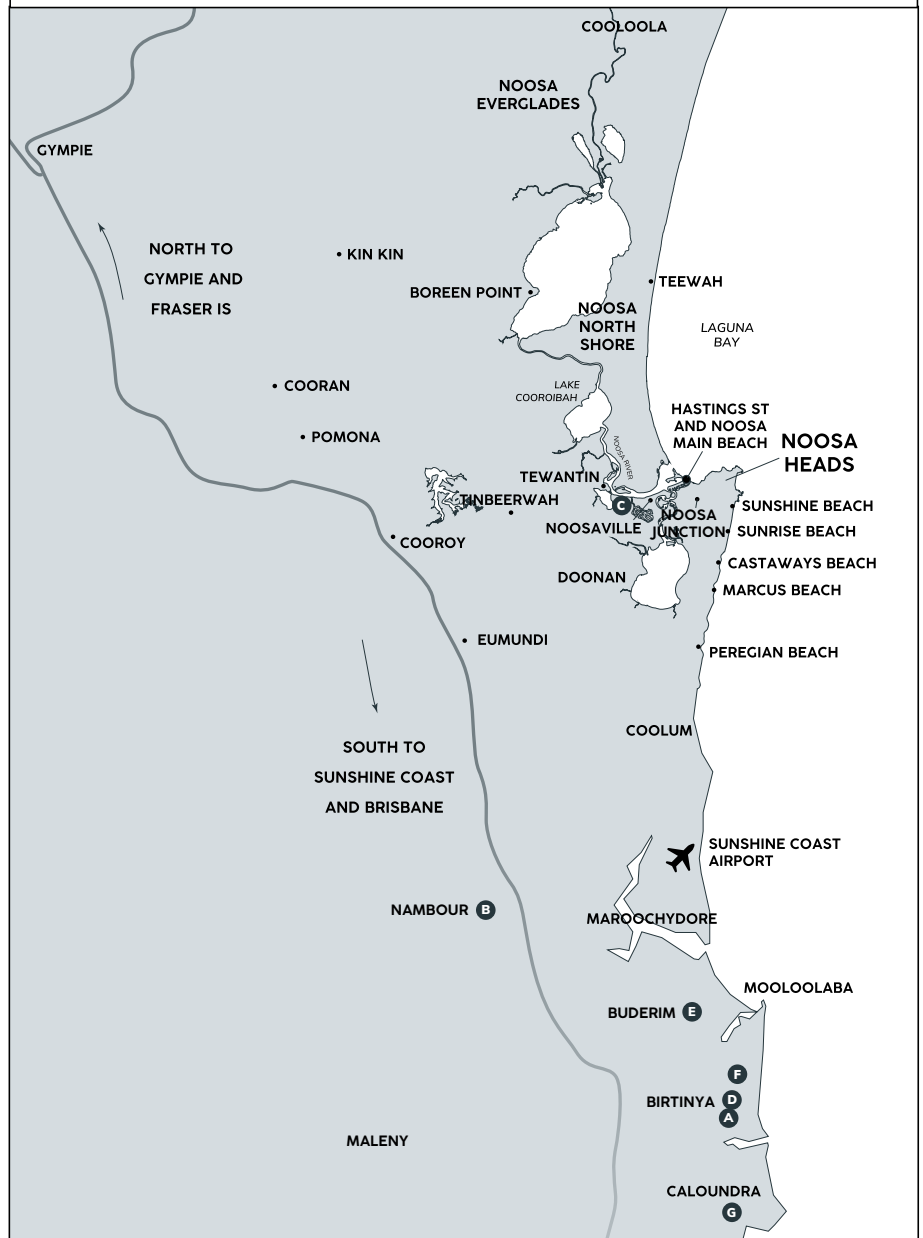 COOLOOLA
NOOSA
EVERGLADES
GYMPIE
NORTH TO
GYMPIE AND
FRASER IS
KIN KIN
BOREEN POINT
TEEWAH
NOOSA
NORTH
SHORE
LAGUNA
BAY
COORAN
LAKE
COOROIBAH
HASTINGS ST
AND NOOSA
MAIN BEACH
NOOSA
HEADS
POMONA
NOOSA RIVER
TEWANTIN
TINBEERWAH
C
NOOSAVILLE
NOOSA
JUNCTION
SUNSHINE BEACH
SUNRISE BEACH
COOROY
CASTAWAYS BEACH
DOONAN
MARCUS BEACH
EUMUNDI
PEREGIAN BEACH
COOLUM
SOUTH TO
SUNSHINE COAST
AND BRISBANE
SUNSHINE COAST
AIRPORT
NAMBOUR B
MAROOCHYDORE
MOOLOOLABA
BUDERIM E
F
BIRTINYA D
A
MALENY
CALOUNDRA
G